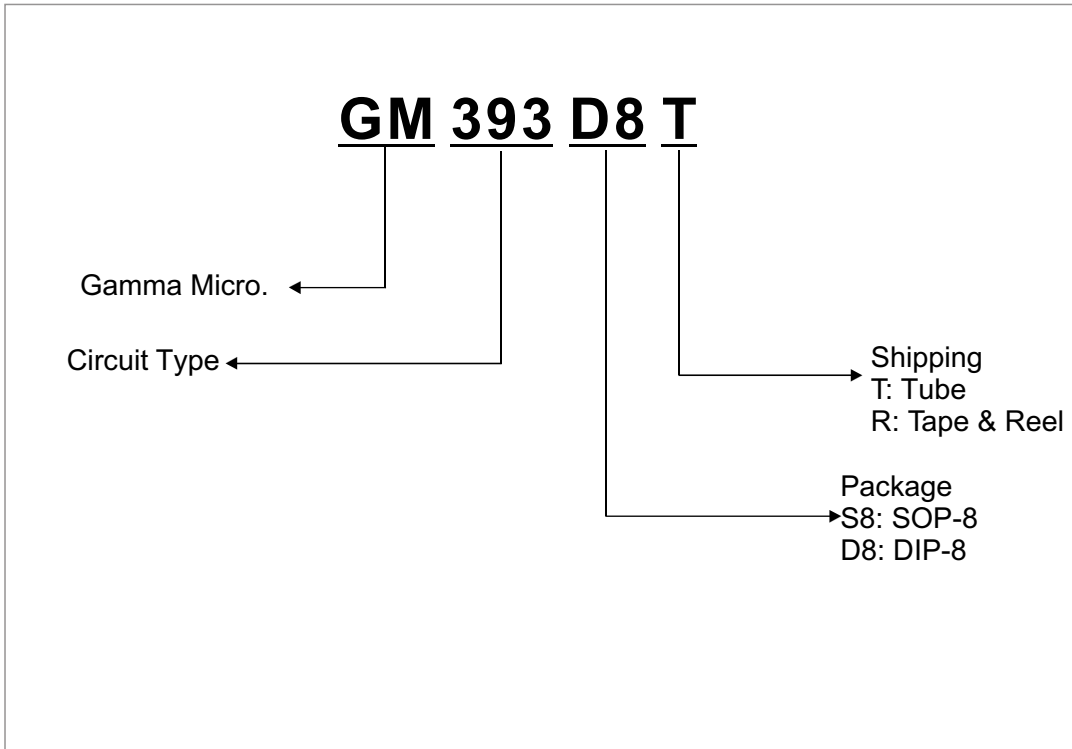 GM 393 D8 T
Gamma Micro.
Circuit Type
Shipping
T: Tube
R: Tape & Reel
Package
S8: SOP-8
D8: DIP-8